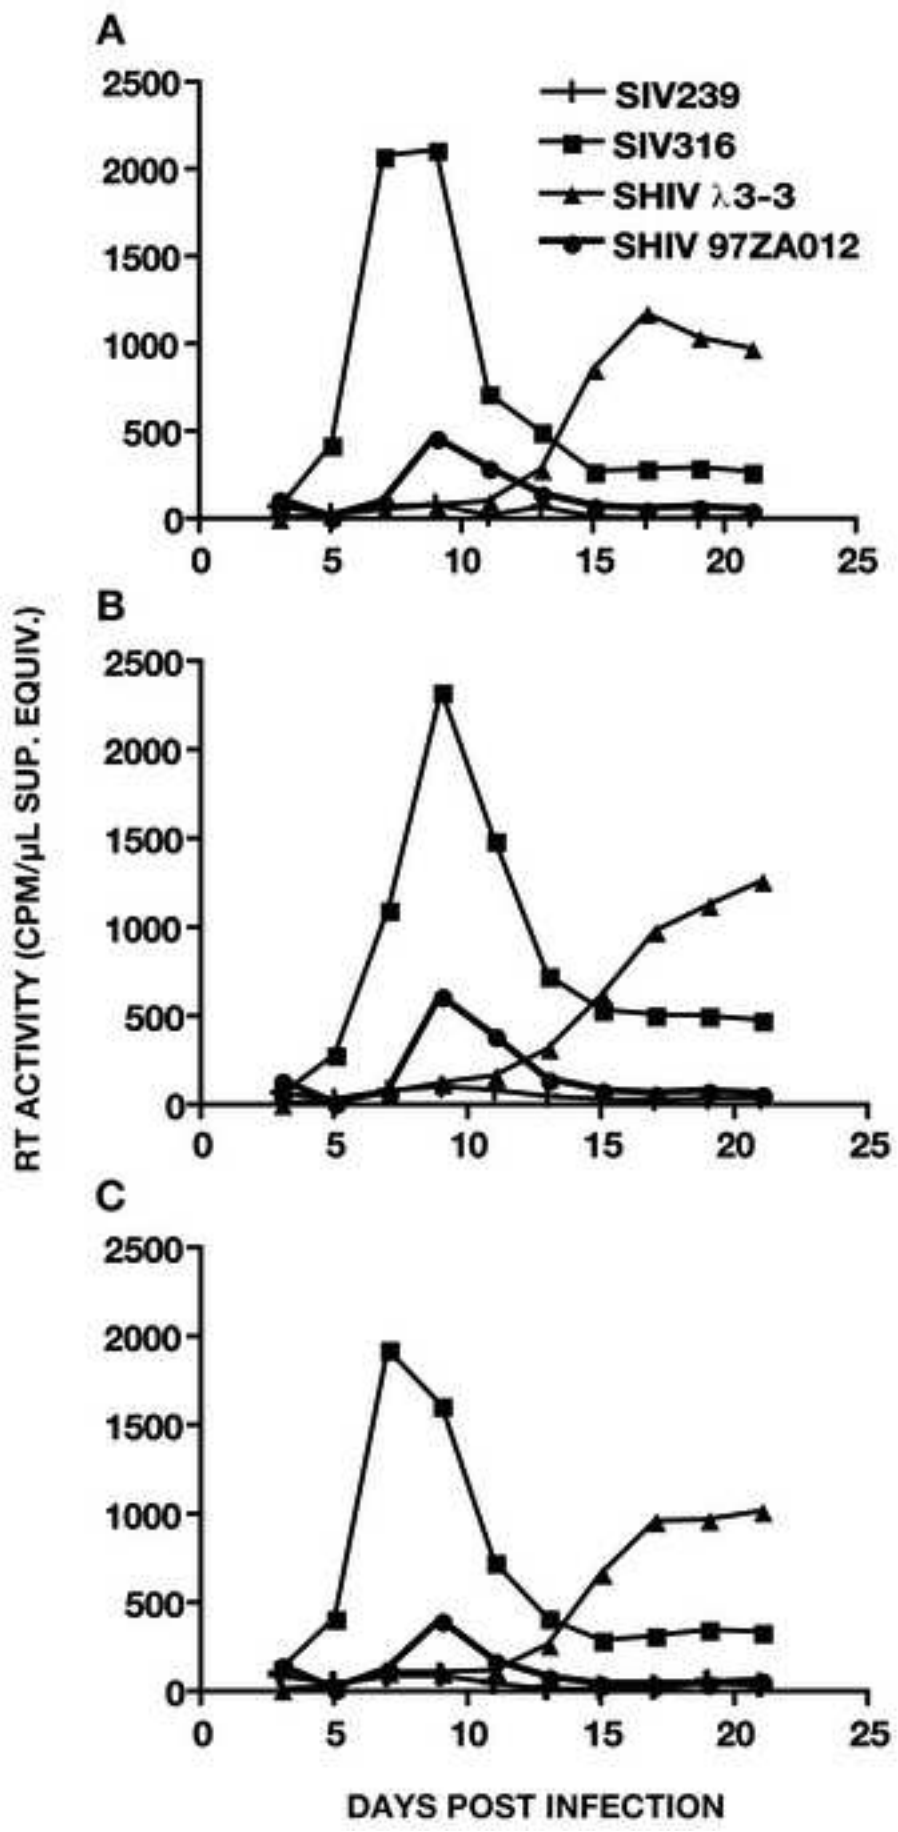 A
2500
2000
1500
1000
500
0
0 5 10 15 20 25
SIV239
SIV316
SHIV λ3-3
SHIV 97ZA012
RT ACTIVITY (CPM/µL SUP. EQUIV.)
B
2500
2000
1500
1000
500
0
0 5 10 15 20 25
C
2500
2000
1500
1000
500
0
0 5 10 15 20 25
DAYS POST INFECTION